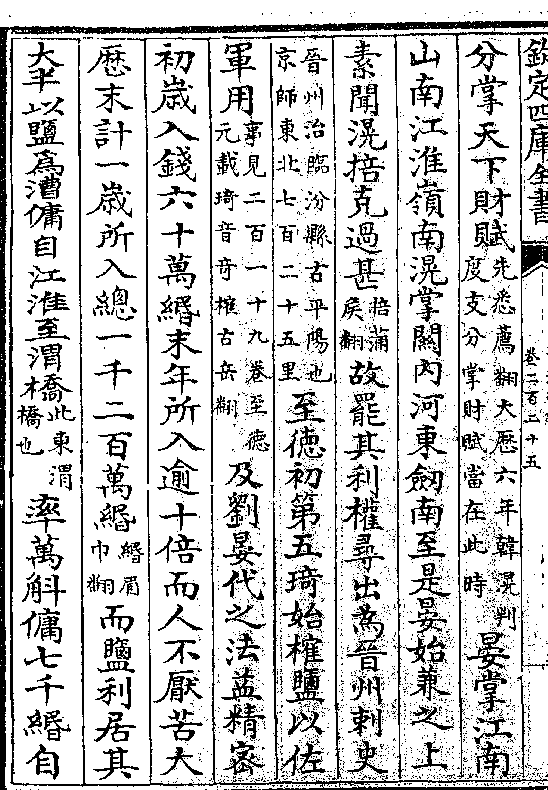 欽定四庫全書
卷二百二十五
分掌天下財賦先悉薦翻大厯六年韓滉判度支分掌財賦當在此時晏掌江南
山南江淮嶺南滉掌關內河東劔南至是晏始兼之上
素聞滉掊克過甚掊蒲侯翻故罷其利權尋出為晉州刺史
晉州治臨汾縣古平陽也京師東北七百二十五里至徳初第五琦始榷鹽以佐
軍用事見二百一十九卷至徳元載琦音竒榷古岳翻及劉晏代之法益精密
初歲入錢六十萬緡末年所入逾十倍而人不厭苦大
厯末計一歲所入總一千二百萬緡緡眉巾翻而鹽利居其
大半以鹽為漕傭自江淮至渭橋此東渭橋也率萬斛傭七千緡自